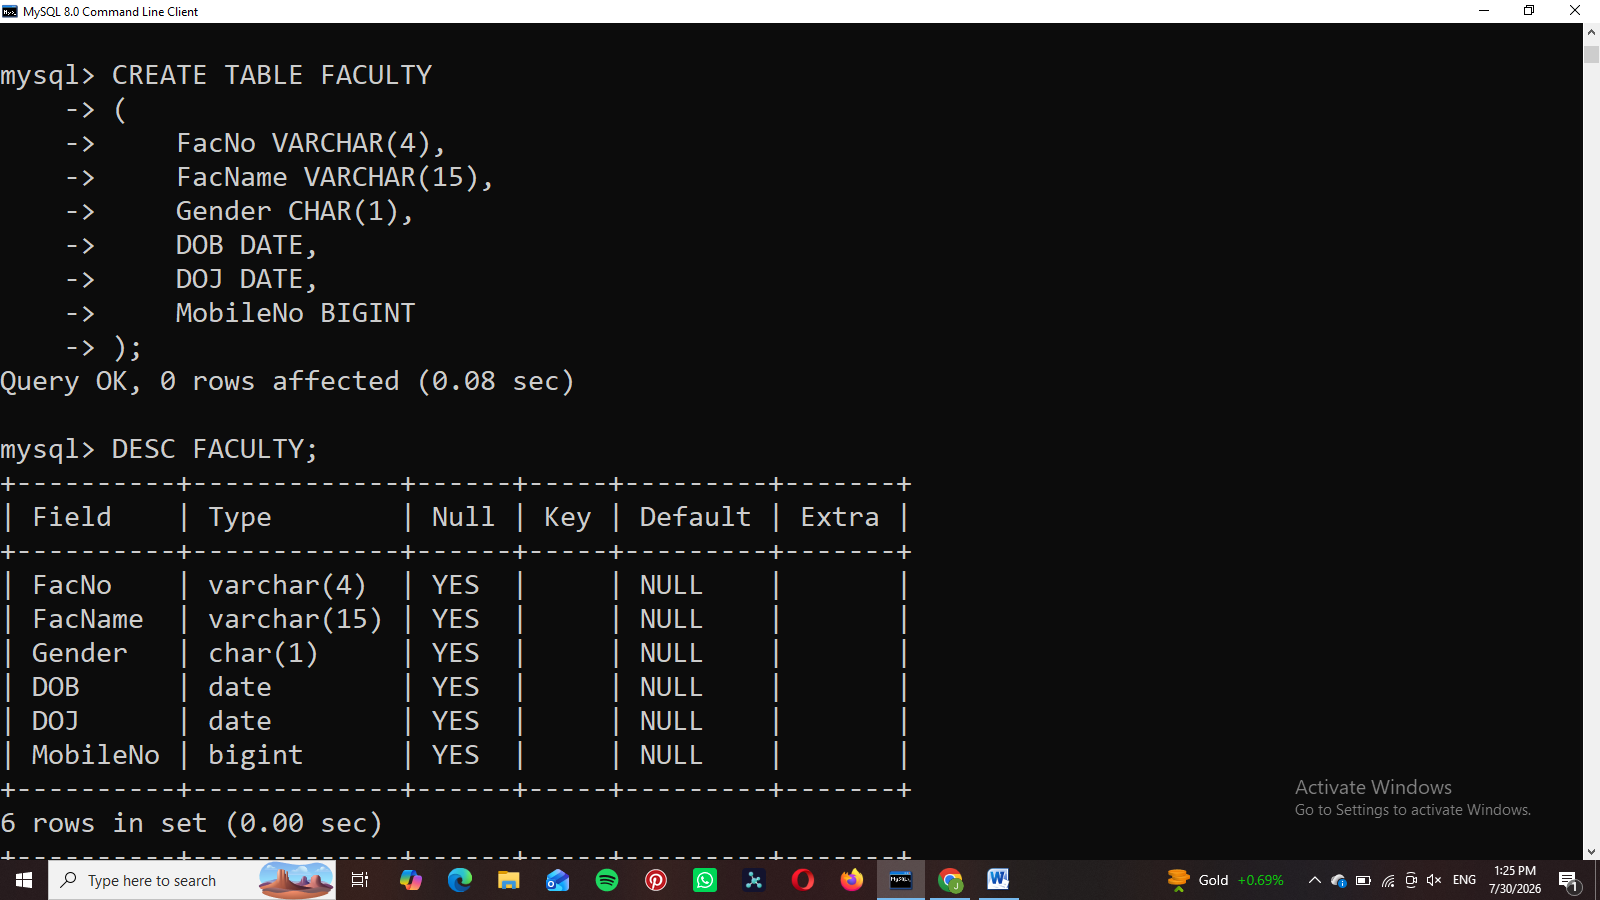 MySQL 8.0 Command Line Client
mysql> CREATE TABLE FACULTY
    -> (
    ->     FacNo VARCHAR(4),
    ->     FacName VARCHAR(15),
    ->     Gender CHAR(1),
    ->     DOB DATE,
    ->     DOJ DATE,
    ->     MobileNo BIGINT
    -> );
Query OK, 0 rows affected (0.08 sec)
mysql> DESC FACULTY;
+----------+-------------+------+-----+---------+-------+
| Field    | Type        | Null | Key | Default | Extra |
+----------+-------------+------+-----+---------+-------+
| FacNo    | varchar(4)  | YES  |     | NULL    |       |
| FacName  | varchar(15) | YES  |     | NULL    |       |
| Gender   | char(1)     | YES  |     | NULL    |       |
| DOB      | date        | YES  |     | NULL    |       |
| DOJ      | date        | YES  |     | NULL    |       |
| MobileNo | bigint      | YES  |     | NULL    |       |
+----------+-------------+------+-----+---------+-------+
6 rows in set (0.00 sec)
+----------+-------------+------+-----+---------+-------+
Activate Windows
Go to Settings to activate Windows.
Type here to search
Gold +0.69%
ENG
1:25 PM
7/30/2026
1